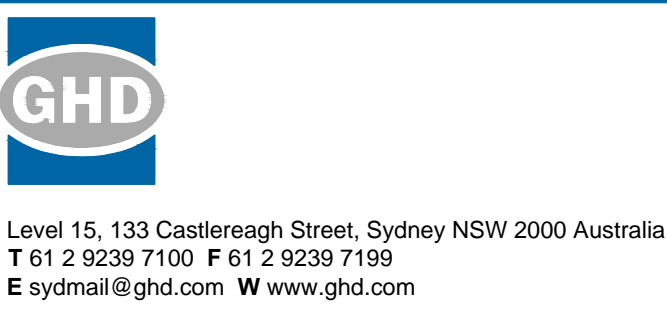 GHD
Level 15, 133 Castlereagh Street, Sydney NSW 2000 Australia
T 61 2 9239 7100 F 61 2 9239 7199
E sydmail@ghd.com W www.ghd.com